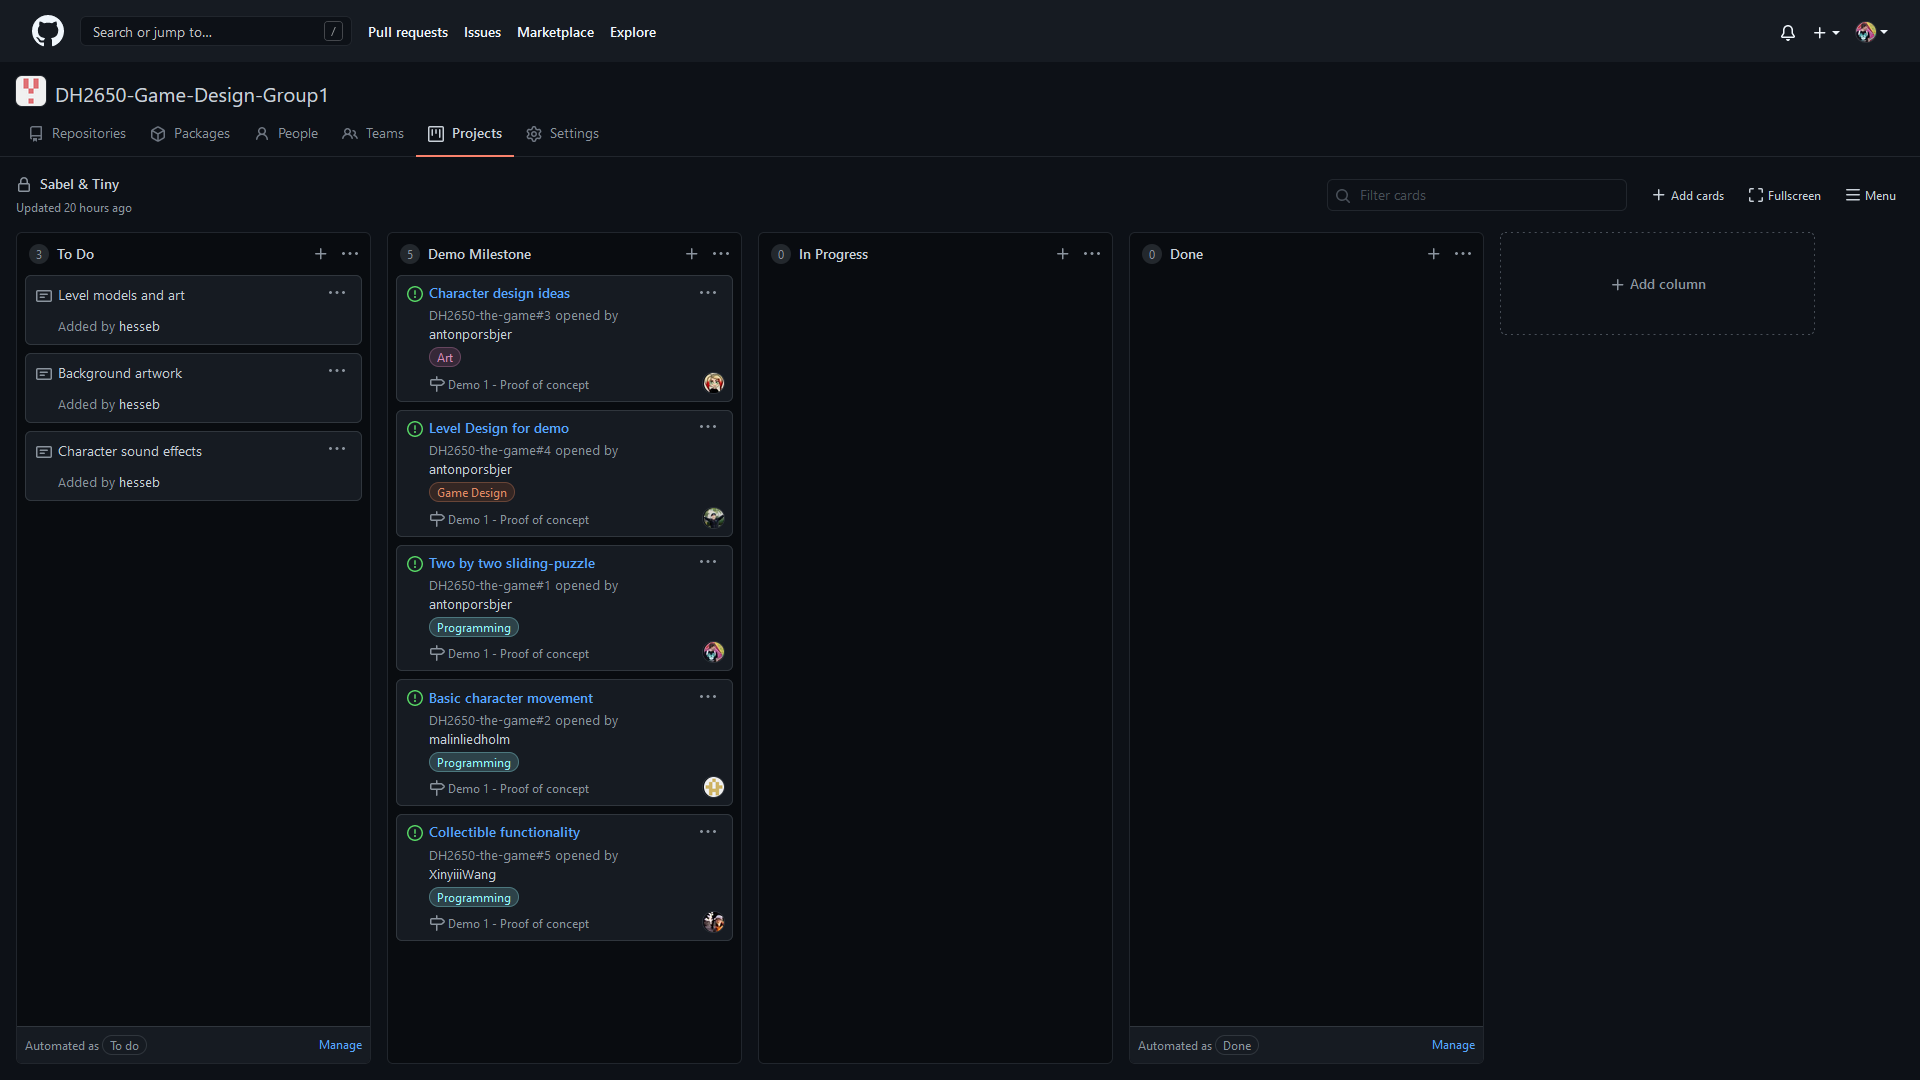 Search or jump to...
/
Pull requests
Issues
Marketplace
Explore
DH2650-Game-Design-Group1
Repositories
Packages
People
Teams
Projects
Settings
Sabel & Tiny
Updated 20 hours ago
Filter cards
Add cards
Fullscreen
Menu
3 To Do
Level models and art
Added by hesseb
Background artwork
Added by hesseb
Character sound effects
Added by hesseb
Automated as To do
Manage
5 Demo Milestone
Character design ideas
DH2650-the-game#3 opened by
antonporsbjer
Art
Demo 1 - Proof of concept
Level Design for demo
DH2650-the-game#4 opened by
antonporsbjer
Game Design
Demo 1 - Proof of concept
Two by two sliding-puzzle
DH2650-the-game#1 opened by
antonporsbjer
Programming
Demo 1 - Proof of concept
Basic character movement
DH2650-the-game#2 opened by
malinliedholm
Programming
Demo 1 - Proof of concept
Collectible functionality
DH2650-the-game#5 opened by
XinyiiiWang
Programming
Demo 1 - Proof of concept
0 In Progress
0 Done
Automated as Done
Manage
Add column